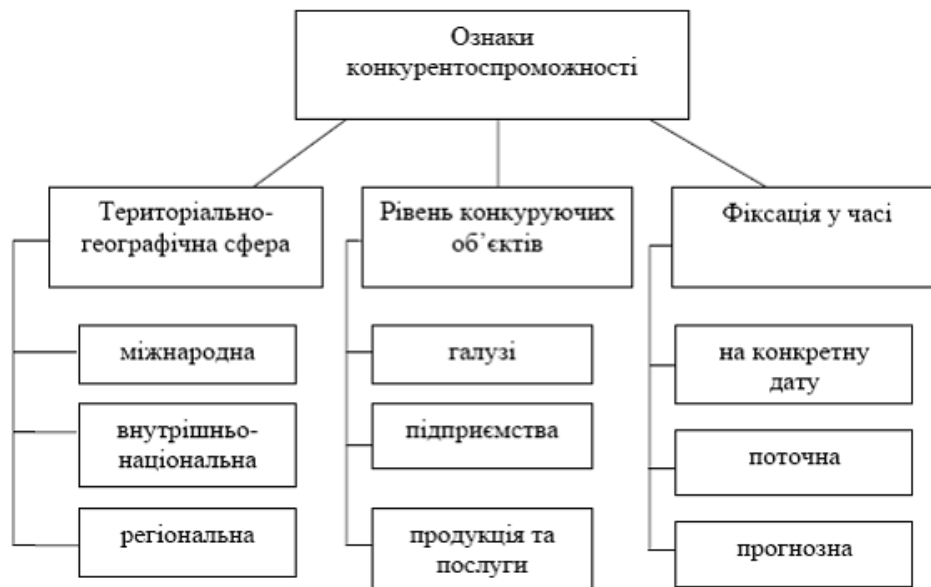 Ознаки
конкурентоспроможності
Територіально-
географічна сфера
міжнародна
внутрішньо-
національна
регіональна
Рівень конкуруючих
об’єктів
галузі
підприємства
продукція та
послуги
Фіксація у часі
на конкретну
дату
поточна
прогнозна